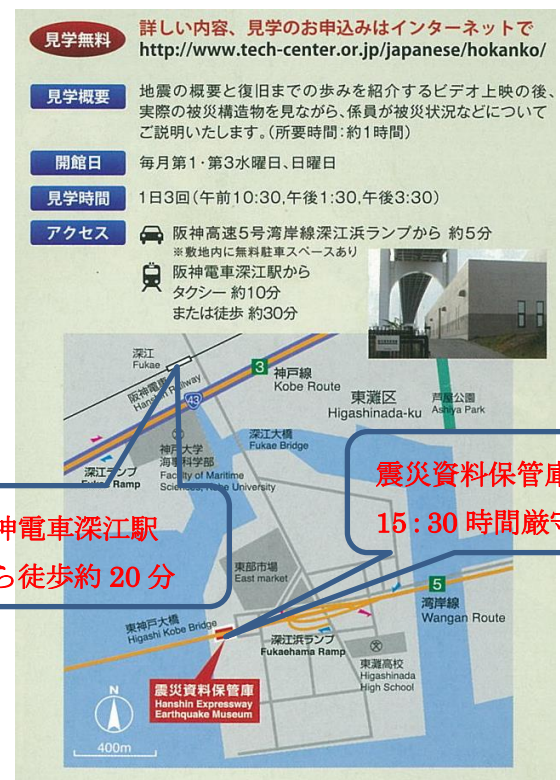 見学無料
詳しい内容、見学のお申込みはインターネットで
http://www.tech-center.or.jp/japanese/hokanko/
見学概要
地震の概要と復旧までの歩みを紹介するビデオ上映の後、
実際の被災構造物を見ながら、係員が被災状況などについて
ご説明いたします。(所要時間:約1時間)
開館日
毎月第1・第3水曜日、日曜日
見学時間
1日3回(午前10:30,午後1:30,午後3:30)
アクセス
阪神高速5号湾岸線深江浜ランプから 約5分
※敷地内に無料駐車スペースあり
阪神電車深江駅から
タクシー 約10分
または徒歩 約30分
深江
Fukae
阪神電車
Hanshin Railway
43
3
神戸線
Kobe Route
東灘区
Higashinada-ku
芦屋公園
Ashiya Park
神戸大学
海事科学部
Faculty of Maritime
Sciences, Kobe University
深江大橋
Fukae Bridge
深江ランプ
Fukae Ramp
神電車深江駅
ら徒歩約 20 分
震災資料保管庫
15:30 時間厳守
東部市場
East market
5
湾岸線
Wangan Route
東神戸大橋
Higashi Kobe Bridge
深江浜ランプ
Fukaehama Ramp
東灘高校
Higashinada
High School
震災資料保管庫
Hanshin Expressway
Earthquake Museum
N
400m